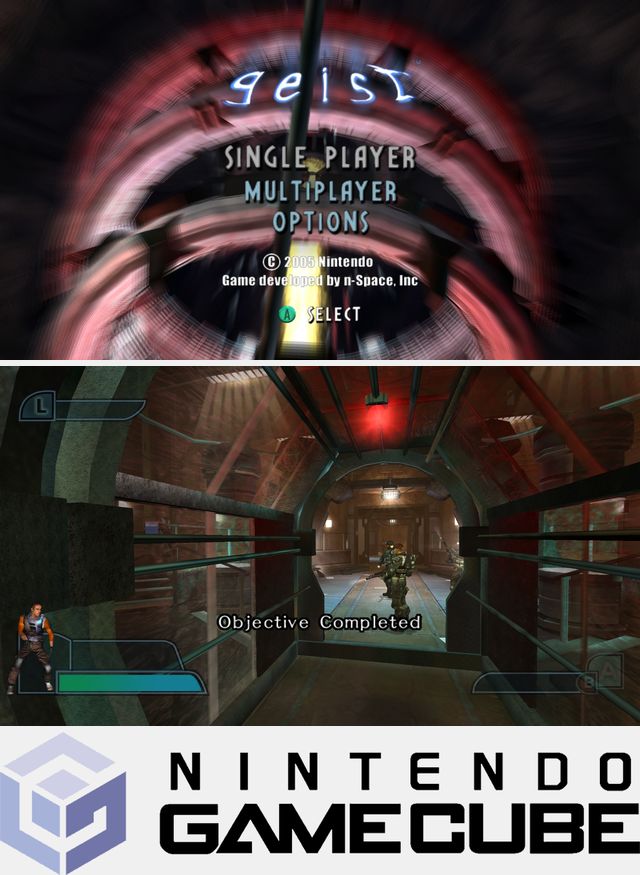 geist
SINGLE PLAYER
MULTIPLAYER
OPTIONS
© 2005 Nintendo
Game developed by n-Space, Inc
A SELECT
L
Objective Completed
A
B
NINTENDO
GAMECUBE